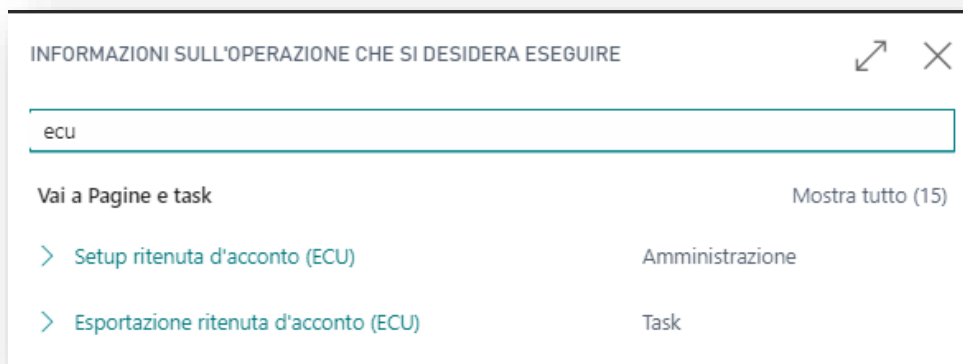 INFORMAZIONI SULL'OPERAZIONE CHE SI DESIDERA ESEGUIRE
ecu
Vai a Pagine e task Mostra tutto (15)
Setup ritenuta d'acconto (ECU) Amministrazione
Esportazione ritenuta d'acconto (ECU) Task